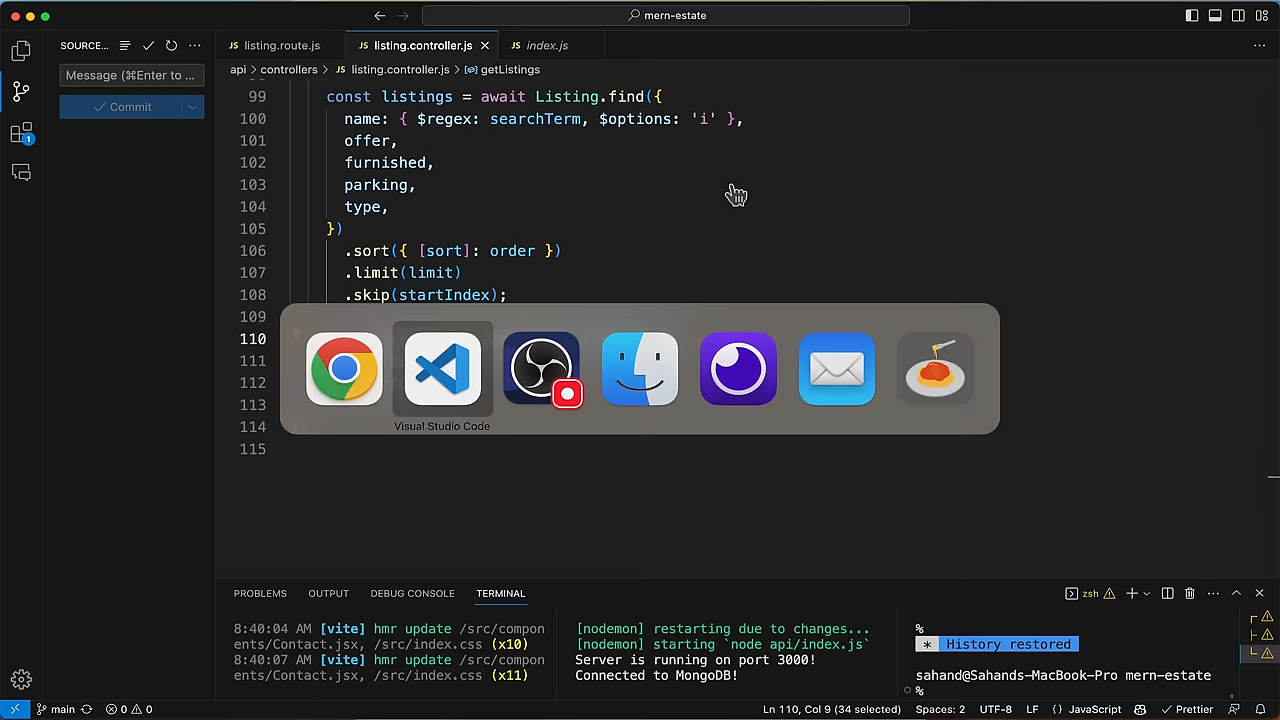 mern-estate
SOURCE...
JS listing.route.js
JS listing.controller.js
JS index.js
Message (⌘Enter to ...
Commit
api > controllers > JS listing.controller.js > getListings
99 const listings = await Listing.find({
100 name: { $regex: searchTerm, $options: 'i' },
101 offer,
102 furnished,
103 parking,
104 type,
105 })
106 .sort({ [sort]: order })
107 .limit(limit)
108 .skip(startIndex);
109
110
111
112
113
114
115
1
Visual Studio Code
PROBLEMS OUTPUT DEBUG CONSOLE TERMINAL
zsh
8:40:04 AM [vite] hmr update /src/compon
ents/Contact.jsx, /src/index.css (x10)
8:40:07 AM [vite] hmr update /src/compon
ents/Contact.jsx, /src/index.css (x11)
[nodemon] restarting due to changes...
[nodemon] starting `node api/index.js`
Server is running on port 3000!
Connected to MongoDB!
%
* History restored
sahand@Sahands-MacBook-Pro mern-estate
%
main 0 0 Ln 110, Col 9 (34 selected) Spaces: 2 UTF-8 LF {} JavaScript Prettier